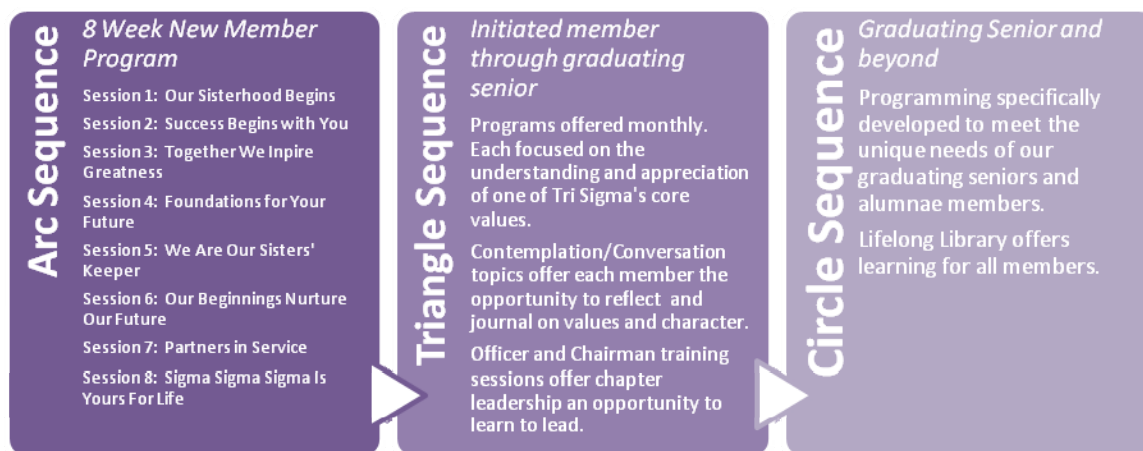 Arc Sequence
8 Week New Member
Program
Session 1: Our Sisterhood Begins
Session 2: Success Begins with You
Session 3: Together We Inpire
Greatness
Session 4: Foundations for Your
Future
Session 5: We Are Our Sisters'
Keeper
Session 6: Our Beginnings Nurture
Our Future
Session 7: Partners in Service
Session 8: Sigma Sigma Sigma Is
Yours For Life
Triangle Sequence
Initiated member
through graduating
senior
Programs offered monthly.
Each focused on the
understanding and appreciation
of one of Tri Sigma's core
values.
Contemplation/Conversation
topics offer each member the
opportunity to reflect and
journal on values and character.
Officer and Chairman training
sessions offer chapter
leadership an opportunity to
learn to lead.
Circle Sequence
Graduating Senior and
beyond
Programming specifically
developed to meet the
unique needs of our
graduating seniors and
alumnae members.
Lifelong Library offers
learning for all members.